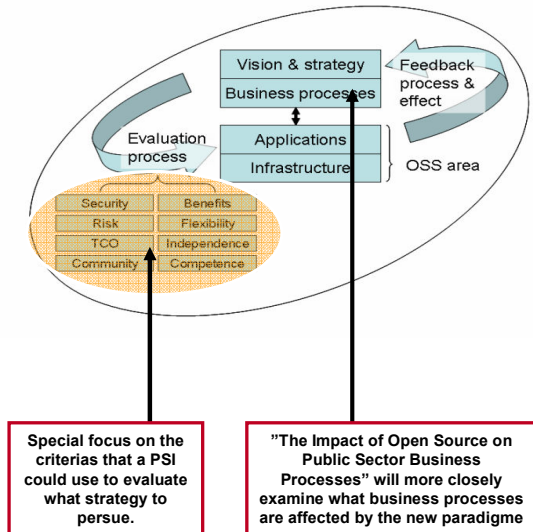 Vision & strategy
Business processes
Feedback
process &
effect
Evaluation
process
Applications
Infrastructure
OSS area
Security
Benefits
Risk
Flexibility
TCO
Independence
Community
Competence
Special focus on the
criterias that a PSI
could use to evaluate
what strategy to
persue.
”The Impact of Open Source on
Public Sector Business
Processes” will more closely
examine what business processes
are affected by the new paradigme